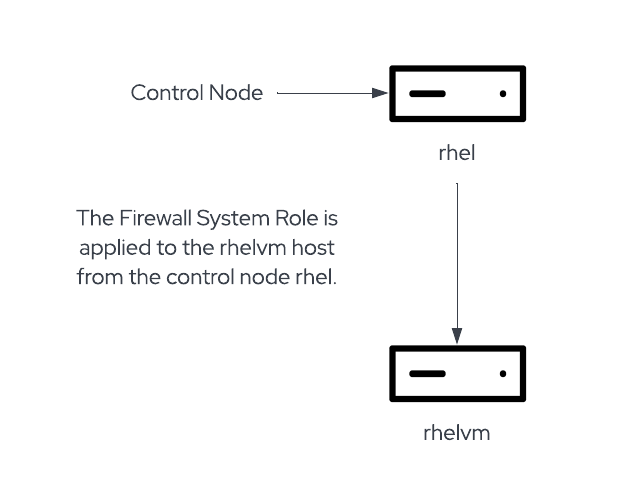 Control Node
rhel
The Firewall System Role is
applied to the rhelvm host
from the control node rhel.
rhelvm